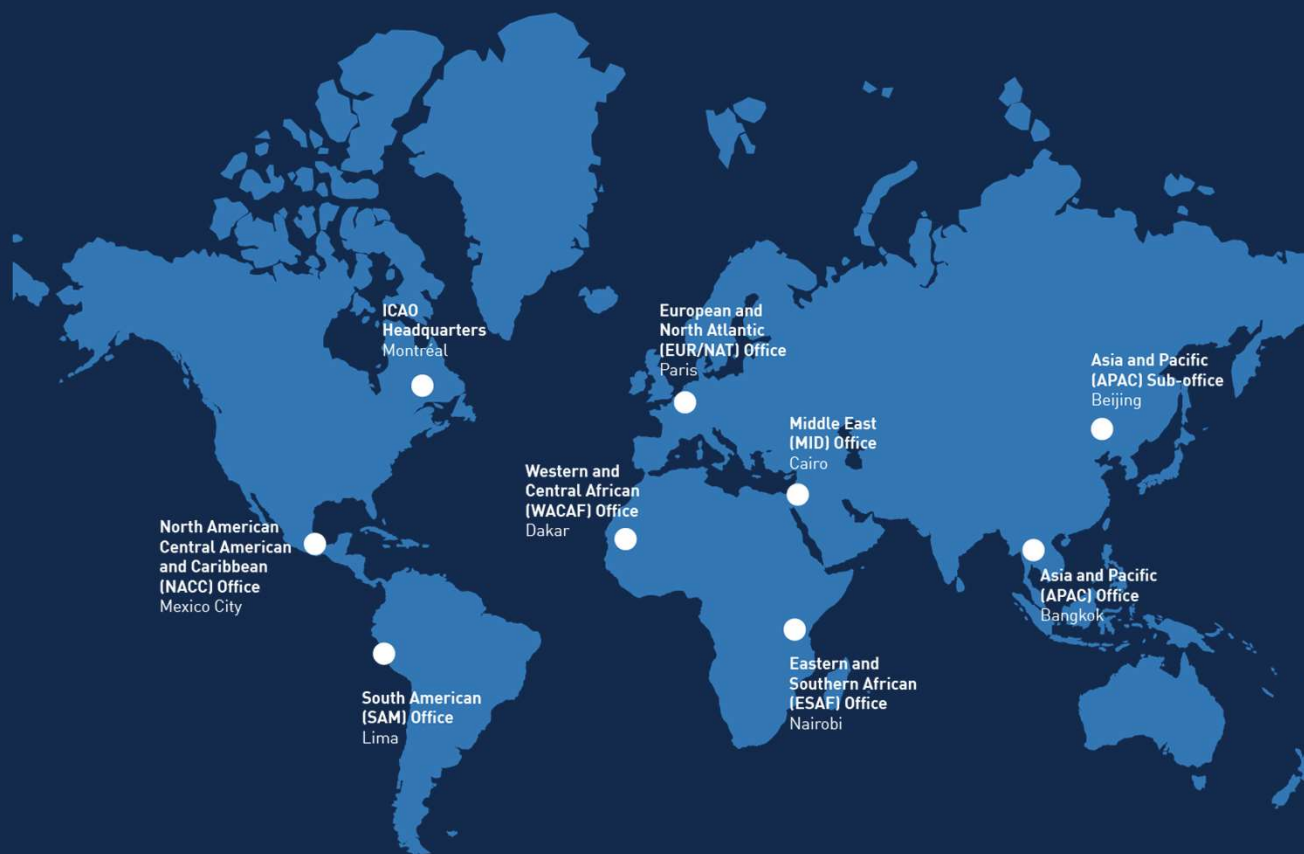 ICAO
Headquarters
Montréal
European and
North Atlantic
(EUR/NAT) Office
Paris
Asia and Pacific
(APAC) Sub-office
Beijing
Middle East
(MID) Office
Cairo
Western and
Central African
(WACAF) Office
Dakar
North American
Central American
and Caribbean
(NACC) Office
Mexico City
Asia and Pacific
(APAC) Office
Bangkok
Eastern and
Southern African
(ESAF) Office
Nairobi
South American
(SAM) Office
Lima